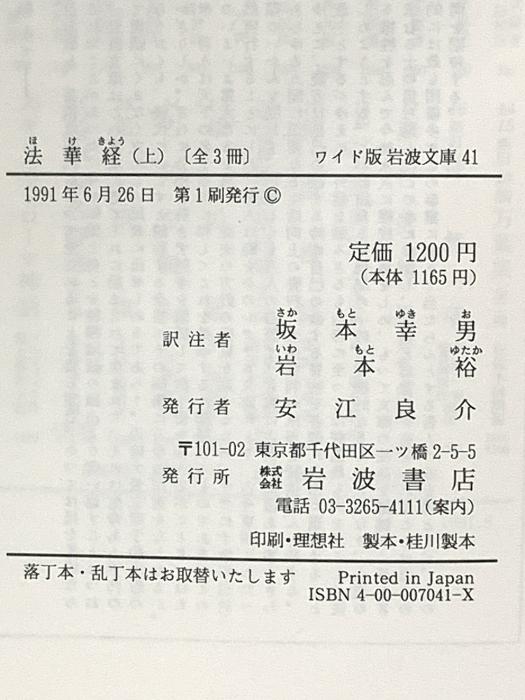 ほけきよう
法華経(上)〔全3冊〕 ワイド版 岩波文庫 41
1991年6月26日 第1刷発行©
定価 1200円
(本体 1165円)
さかもとゆきお
訳注者 坂本幸男
いわもとゆたか
岩本裕
発行者 安江良介
〒101-02 東京都千代田区一ツ橋2-5-5
発行所 株式会社 岩波書店
電話 03-3265-4111(案内)
印刷・理想社 製本・桂川製本
落丁本・乱丁本はお取替いたします Printed in Japan
ISBN 4-00-007041-X